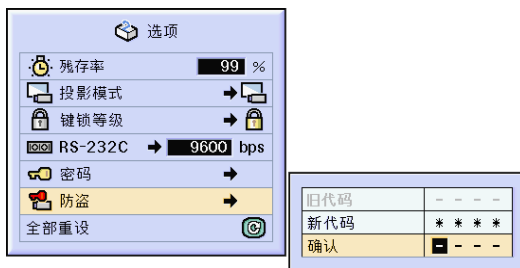 选项
残存率 99 %
投影模式
键锁等级
RS-232C 9600 bps
密码
防盗
全部重设
旧代码 - - - -
新代码 * * * *
确认 - - - -